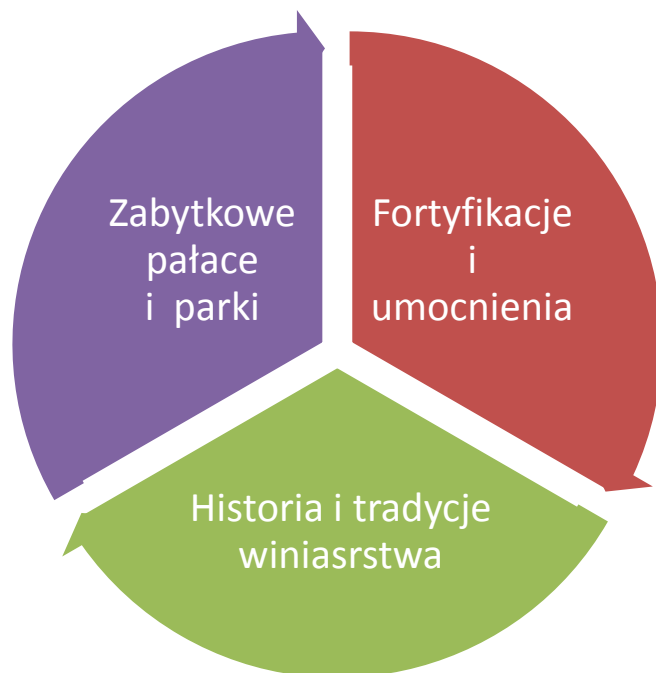 Zabytkowe
pałace
i parki
Fortyfikacje
i
umocnienia
Historia i tradycje
winiasrstwa